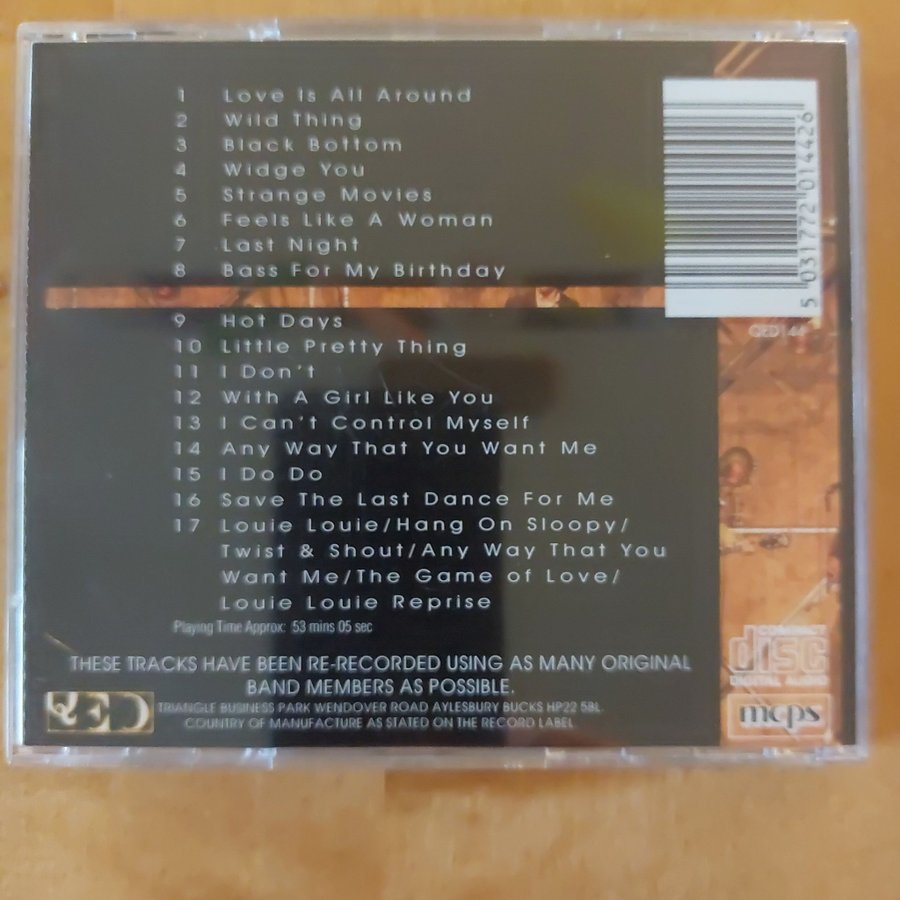 1 Love Is All Around
2 Wild Thing
3 Black Bottom
4 Widge You
5 Strange Movies
6 Feels Like A Woman
7 Last Night
8 Bass For My Birthday
9 Hot Days
10 Little Pretty Thing
11 I Don't
12 With A Girl Like You
13 I Can't Control Myself
14 Any Way That You Want Me
15 I Do Do
16 Save The Last Dance For Me
17 Louie Louie/Hang On Sloopy/
Twist & Shout/Any Way That You
Want Me/The Game of Love/
Louie Louie Reprise
Playing Time Approx: 53 mins 05 sec
THESE TRACKS HAVE BEEN RE-RECORDED USING AS MANY ORIGINAL
BAND MEMBERS AS POSSIBLE.
QED
TRIANGLE BUSINESS PARK WENDOVER ROAD AYLESBURY BUCKS HP22 5BL.
COUNTRY OF MANUFACTURE AS STATED ON THE RECORD LABEL
5 031772 014426
QED 144
COMPACT
disc
DIGITAL AUDIO
mcps